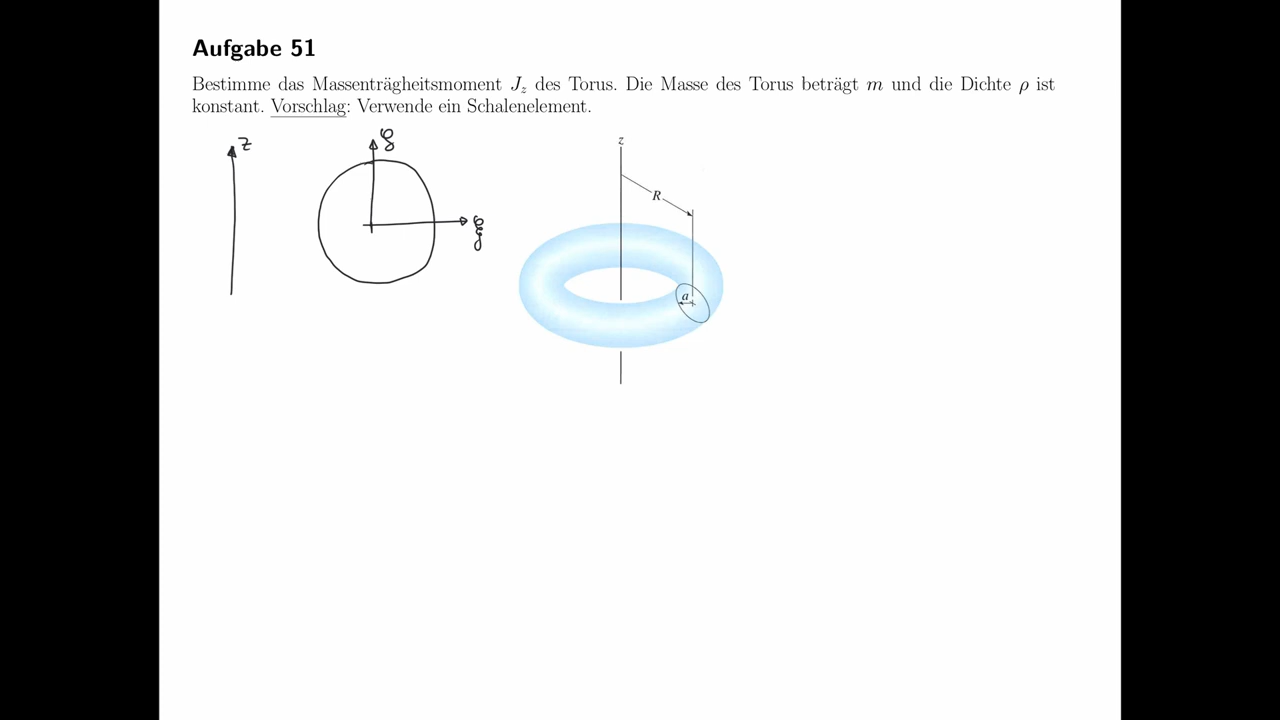 Aufgabe 51
Bestimme das Massenträgheitsmoment J_z des Torus. Die Masse des Torus beträgt m und die Dichte ρ ist
konstant. Vorschlag: Verwende ein Schalenelement.
z
z
R
ξ
a